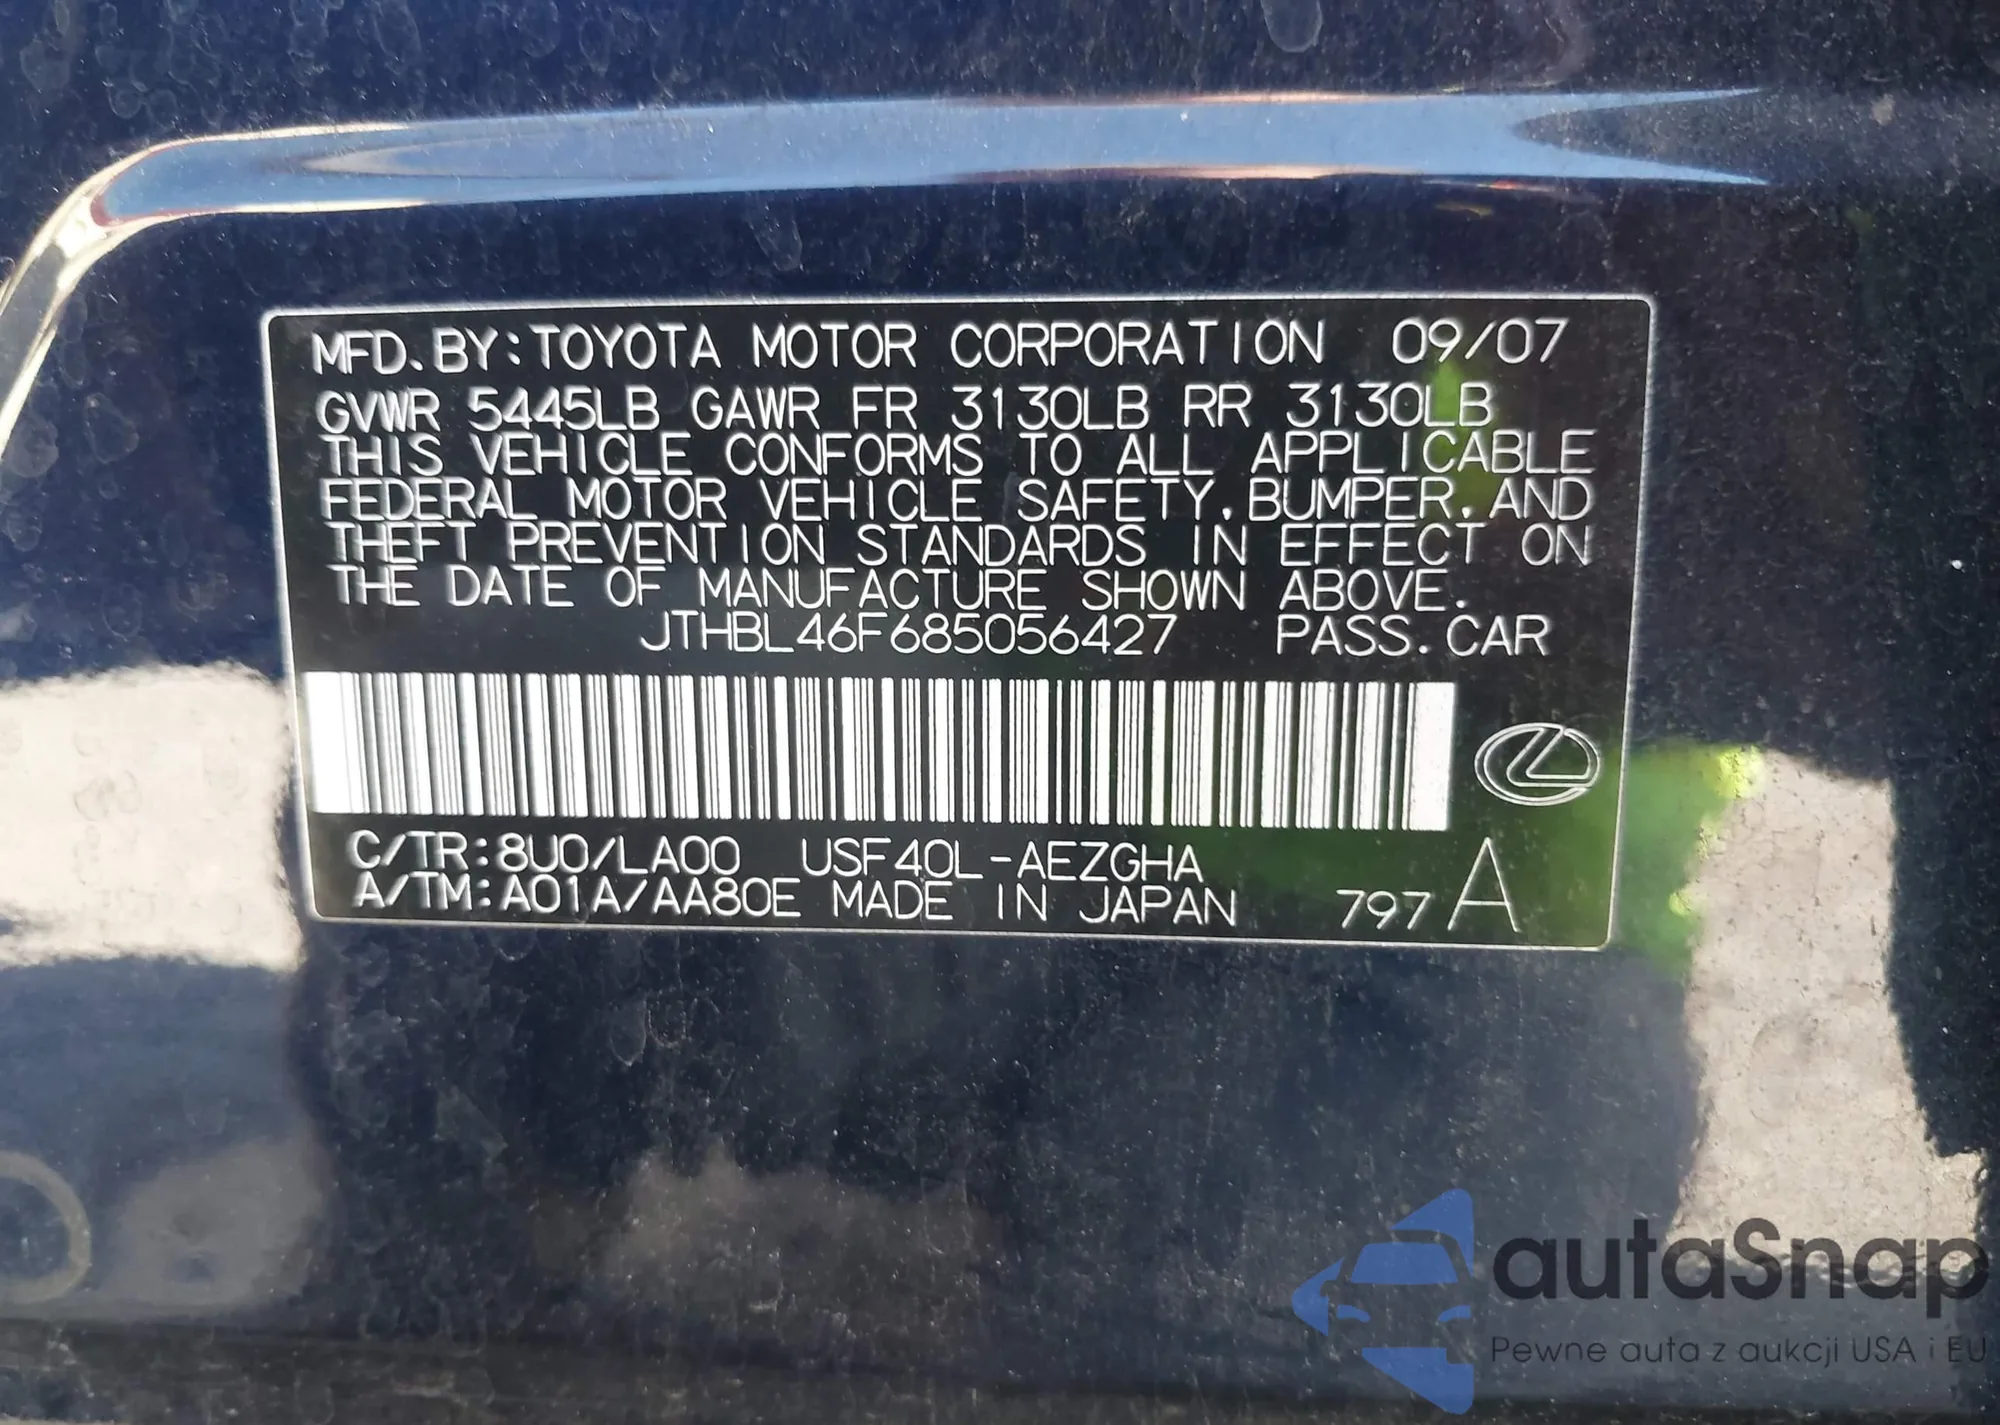 MFD. BY: TOYOTA MOTOR CORPORATION 09/07
GVWR 5445LB GAWR FR 3130LB RR 3130LB
THIS VEHICLE CONFORMS TO ALL APPLICABLE
FEDERAL MOTOR VEHICLE SAFETY, BUMPER, AND
THEFT PREVENTION STANDARDS IN EFFECT ON
THE DATE OF MANUFACTURE SHOWN ABOVE.
JTHBL46F685056427 PASS. CAR
C/TR: 8U0/LA00 USF40L-AEZGHA
A/TM: A01A/AA80E MADE IN JAPAN 797 A
autaSnap
Pewne auta z aukcji USA i EU